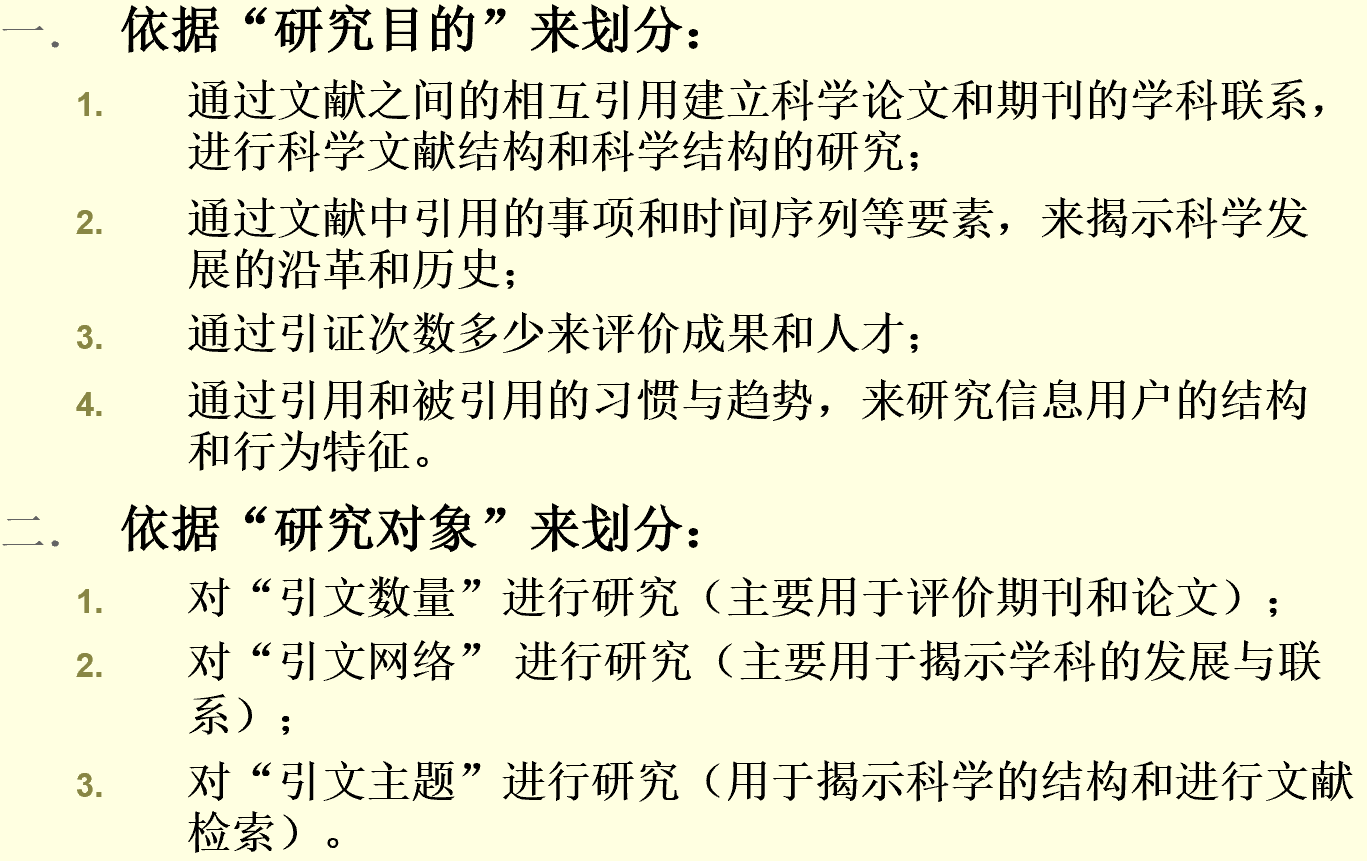 一. 依据“研究目的”来划分：
1. 通过文献之间的相互引用建立科学论文和期刊的学科联系，
进行科学文献结构和科学结构的研究；
2. 通过文献中引用的事项和时间序列等要素，来揭示科学发
展的沿革和历史；
3. 通过引证次数多少来评价成果和人才；
4. 通过引用和被引用的习惯与趋势，来研究信息用户的结构
和行为特征。
二. 依据“研究对象”来划分：
1. 对“引文数量”进行研究（主要用于评价期刊和论文）；
2. 对“引文网络” 进行研究（主要用于揭示学科的发展与联
系）；
3. 对“引文主题”进行研究（用于揭示科学的结构和进行文献
检索）。